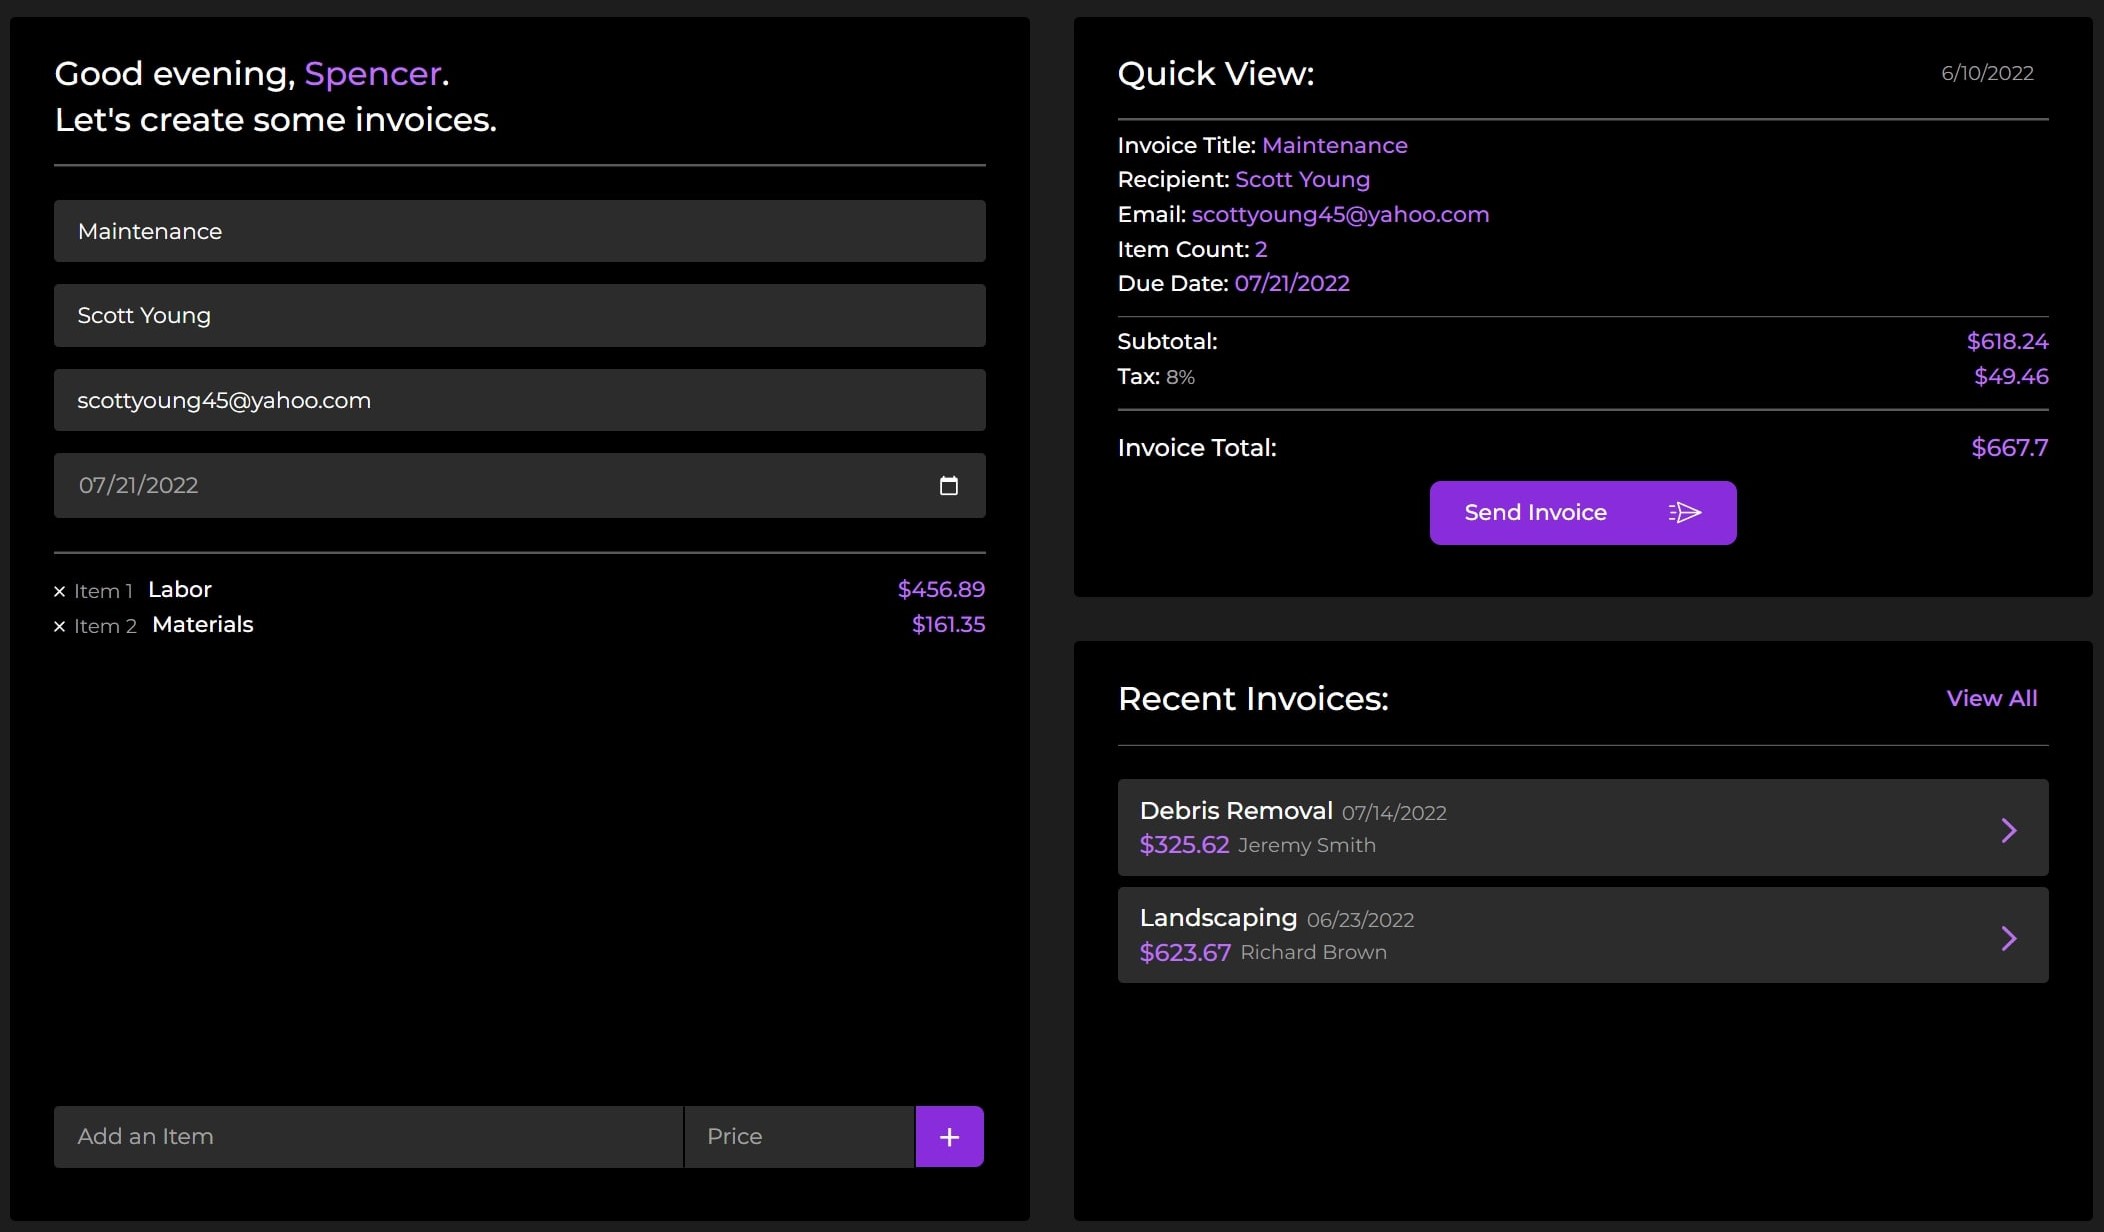 Good evening, Spencer.
Let's create some invoices.
Maintenance
Scott Young
scottyoung45@yahoo.com
07/21/2022
× Item 1 Labor $456.89
× Item 2 Materials $161.35
Add an Item Price +
Quick View: 6/10/2022
Invoice Title: Maintenance
Recipient: Scott Young
Email: scottyoung45@yahoo.com
Item Count: 2
Due Date: 07/21/2022
Subtotal: $618.24
Tax: 8% $49.46
Invoice Total: $667.7
Send Invoice
Recent Invoices: View All
Debris Removal 07/14/2022
$325.62 Jeremy Smith
Landscaping 06/23/2022
$623.67 Richard Brown